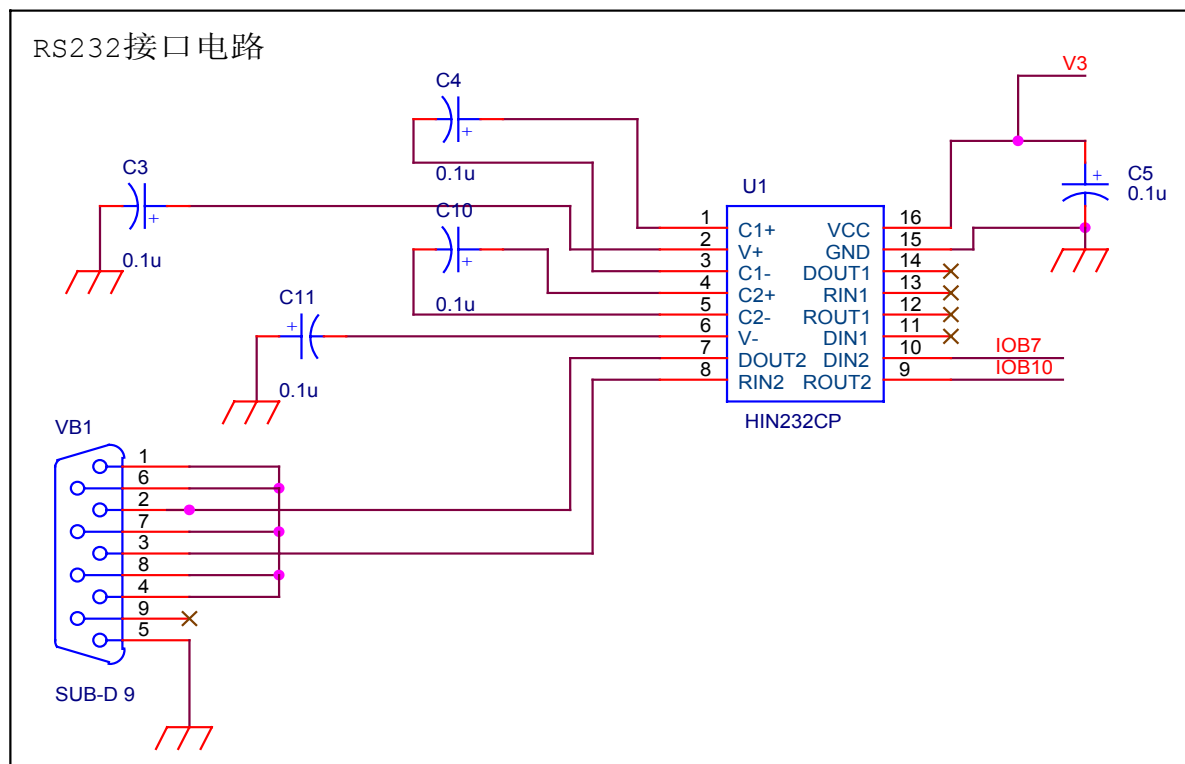 RS232接口电路
V3
C4
+
0.1u
C3
+
0.1u
C10
+
0.1u
C11
+
0.1u
+
C5
0.1u
U1
1 C1+ VCC 16
2 V+ GND 15
3 C1- DOUT1 14
4 C2+ RIN1 13
5 C2- ROUT1 12
6 V- DIN1 11
7 DOUT2 DIN2 10 IOB7
8 RIN2 ROUT2 9 IOB10
HIN232CP
VB1
1
6
2
7
3
8
4
9
5
SUB-D 9